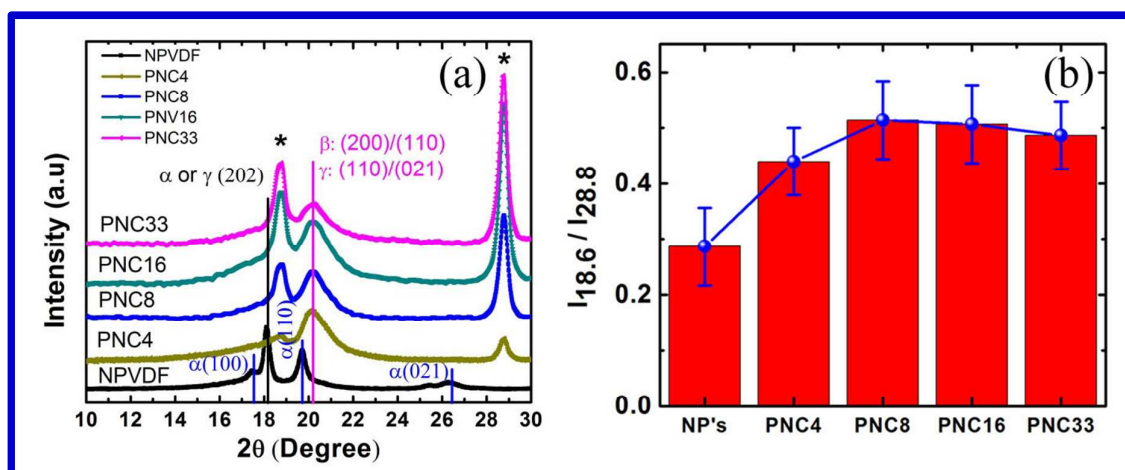 NPVDF
PNC4
PNC8
PNV16
PNC33
(a)
*
*
β: (200)/(110)
γ: (110)/(021)
α or γ (202)
PNC33
PNC16
PNC8
PNC4
NPVDF
α(100)
α(110)
α(021)
Intensity (a.u)
10 12 14 16 18 20 22 24 26 28 30
2θ (Degree)
(b)
I18.6 / I28.8
0.6
0.4
0.2
0.0
NP's PNC4 PNC8 PNC16 PNC33